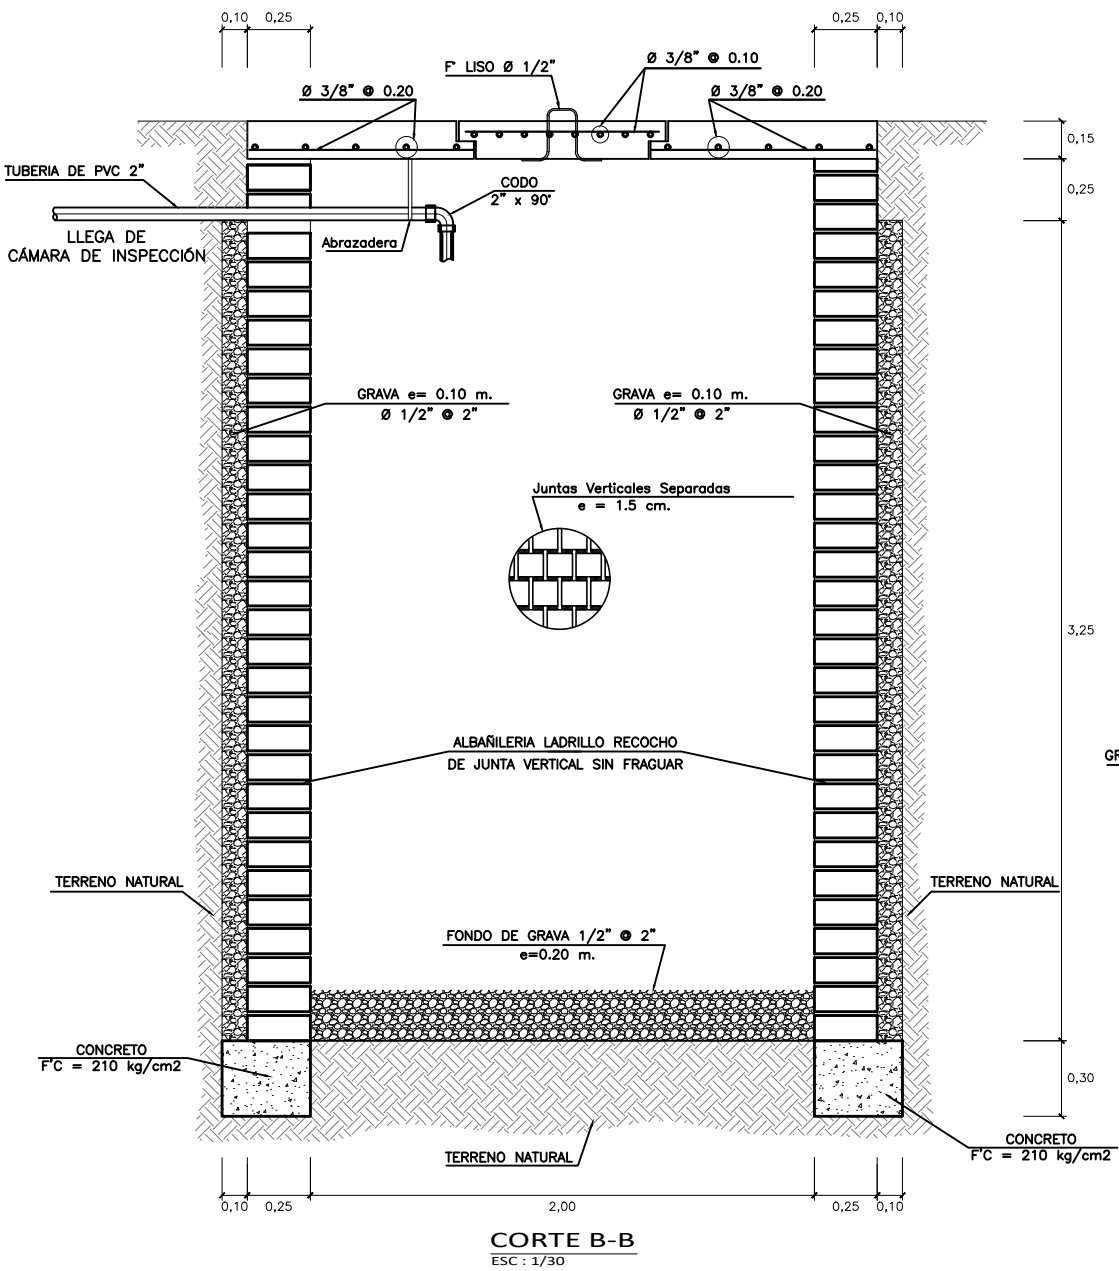 0,10 0,25 0,25 0,10
F' LISO Ø 1/2"
Ø 3/8" @ 0.10
Ø 3/8" @ 0.20
Ø 3/8" @ 0.20
0,15
TUBERIA DE PVC 2"
CODO
2" x 90°
0,25
LLEGA DE
CÁMARA DE INSPECCIÓN
Abrazadera
GRAVA e= 0.10 m.
Ø 1/2" @ 2"
GRAVA e= 0.10 m.
Ø 1/2" @ 2"
Juntas Verticales Separadas
e = 1.5 cm.
3,25
ALBAÑILERIA LADRILLO RECOCHO
DE JUNTA VERTICAL SIN FRAGUAR
GR
TERRENO NATURAL
TERRENO NATURAL
FONDO DE GRAVA 1/2" @ 2"
e=0.20 m.
CONCRETO
F'C = 210 kg/cm2
0,30
CONCRETO
F'C = 210 kg/cm2
TERRENO NATURAL
0,10 0,25 2,00 0,25 0,10
CORTE B-B
ESC : 1/30